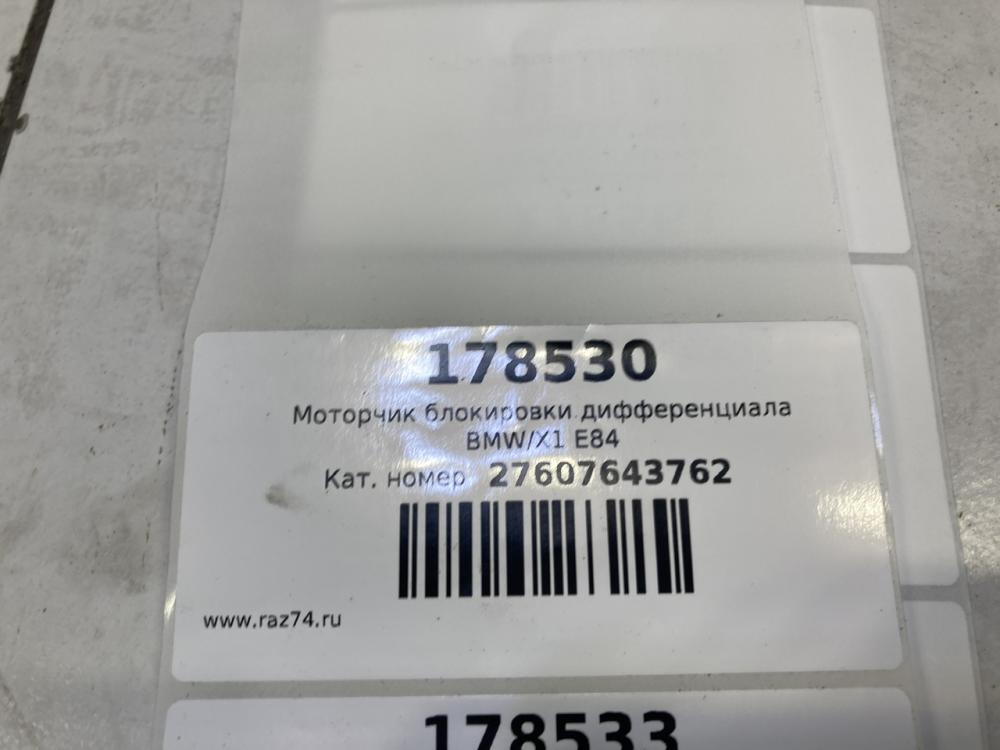 178530
Моторчик блокировки дифференциала
BMW/X1 E84
Кат. номер 27607643762
www.raz74.ru
178533